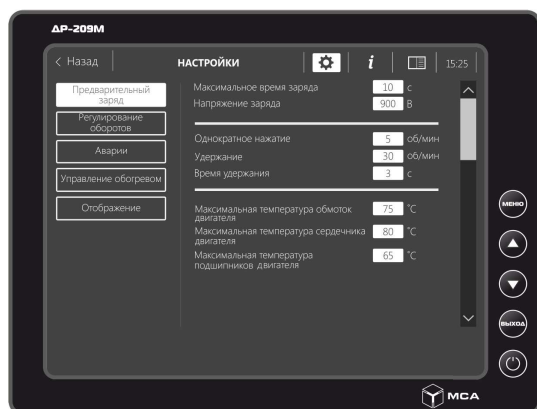 ДР-209М
< Назад
НАСТРОЙКИ
i
15:25
Предварительный
заряд
Регулирование
оборотов
Аварии
Управление обогревом
Отображение
Максимальное время заряда 10 с
Напряжение заряда 900 В
Однократное нажатие 5 об/мин
Удержание 30 об/мин
Время удержания 3 с
Максимальная температура обмоток
двигателя 75 °C
Максимальная температура сердечника
двигателя 80 °C
Максимальная температура
подшипников двигателя 65 °C
МЕНЮ
ВЫХОД
МСА